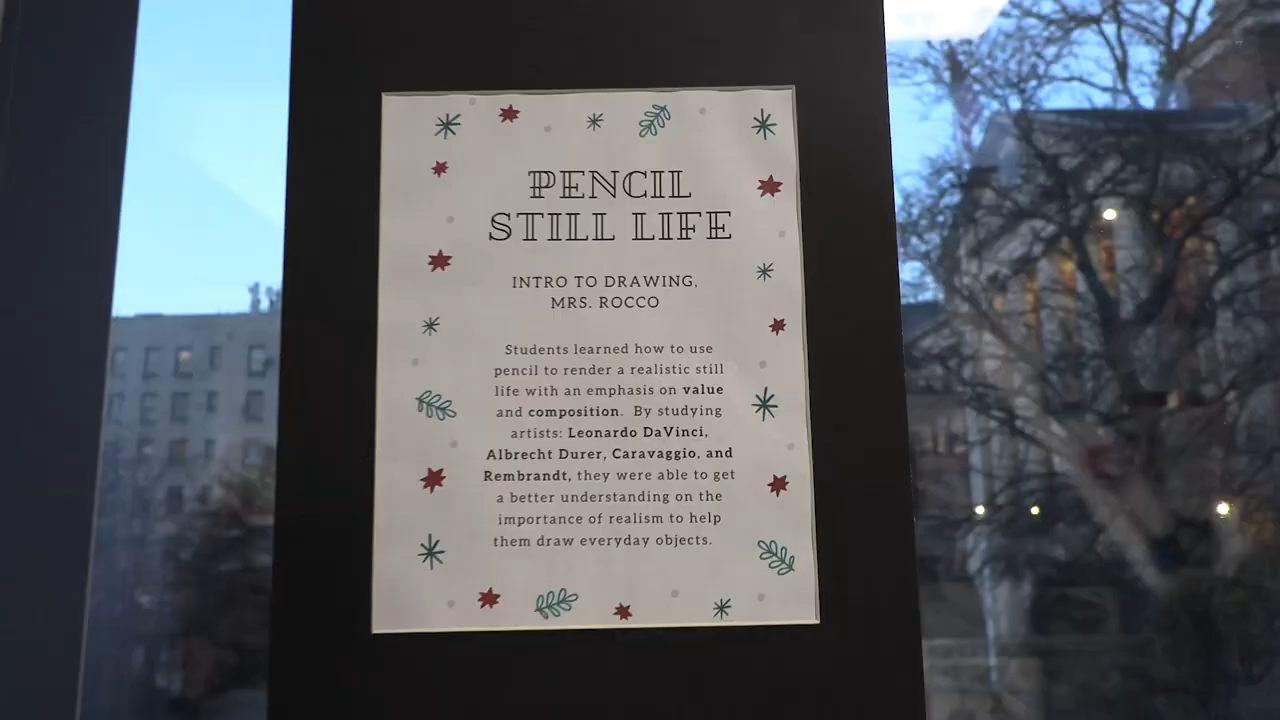 PENCIL
STILL LIFE
INTRO TO DRAWING,
MRS. ROCCO
Students learned how to use
pencil to render a realistic still
life with an emphasis on value
and composition. By studying
artists: Leonardo DaVinci,
Albrecht Durer, Caravaggio, and
Rembrandt, they were able to get
a better understanding on the
importance of realism to help
them draw everyday objects.